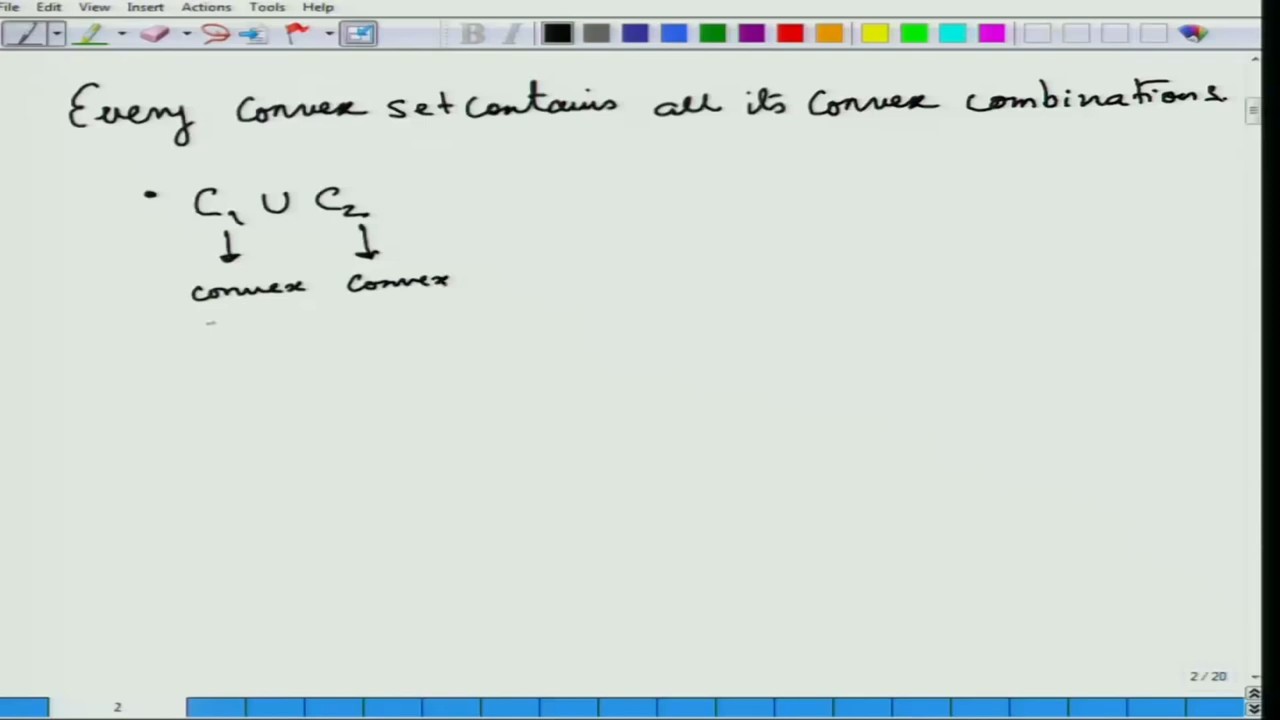 File Edit View Insert Actions Tools Help
B I
Every convex set contains all its convex combinations.
• C₁ ∪ C₂
↓ ↓
convex convex
2 / 20
2